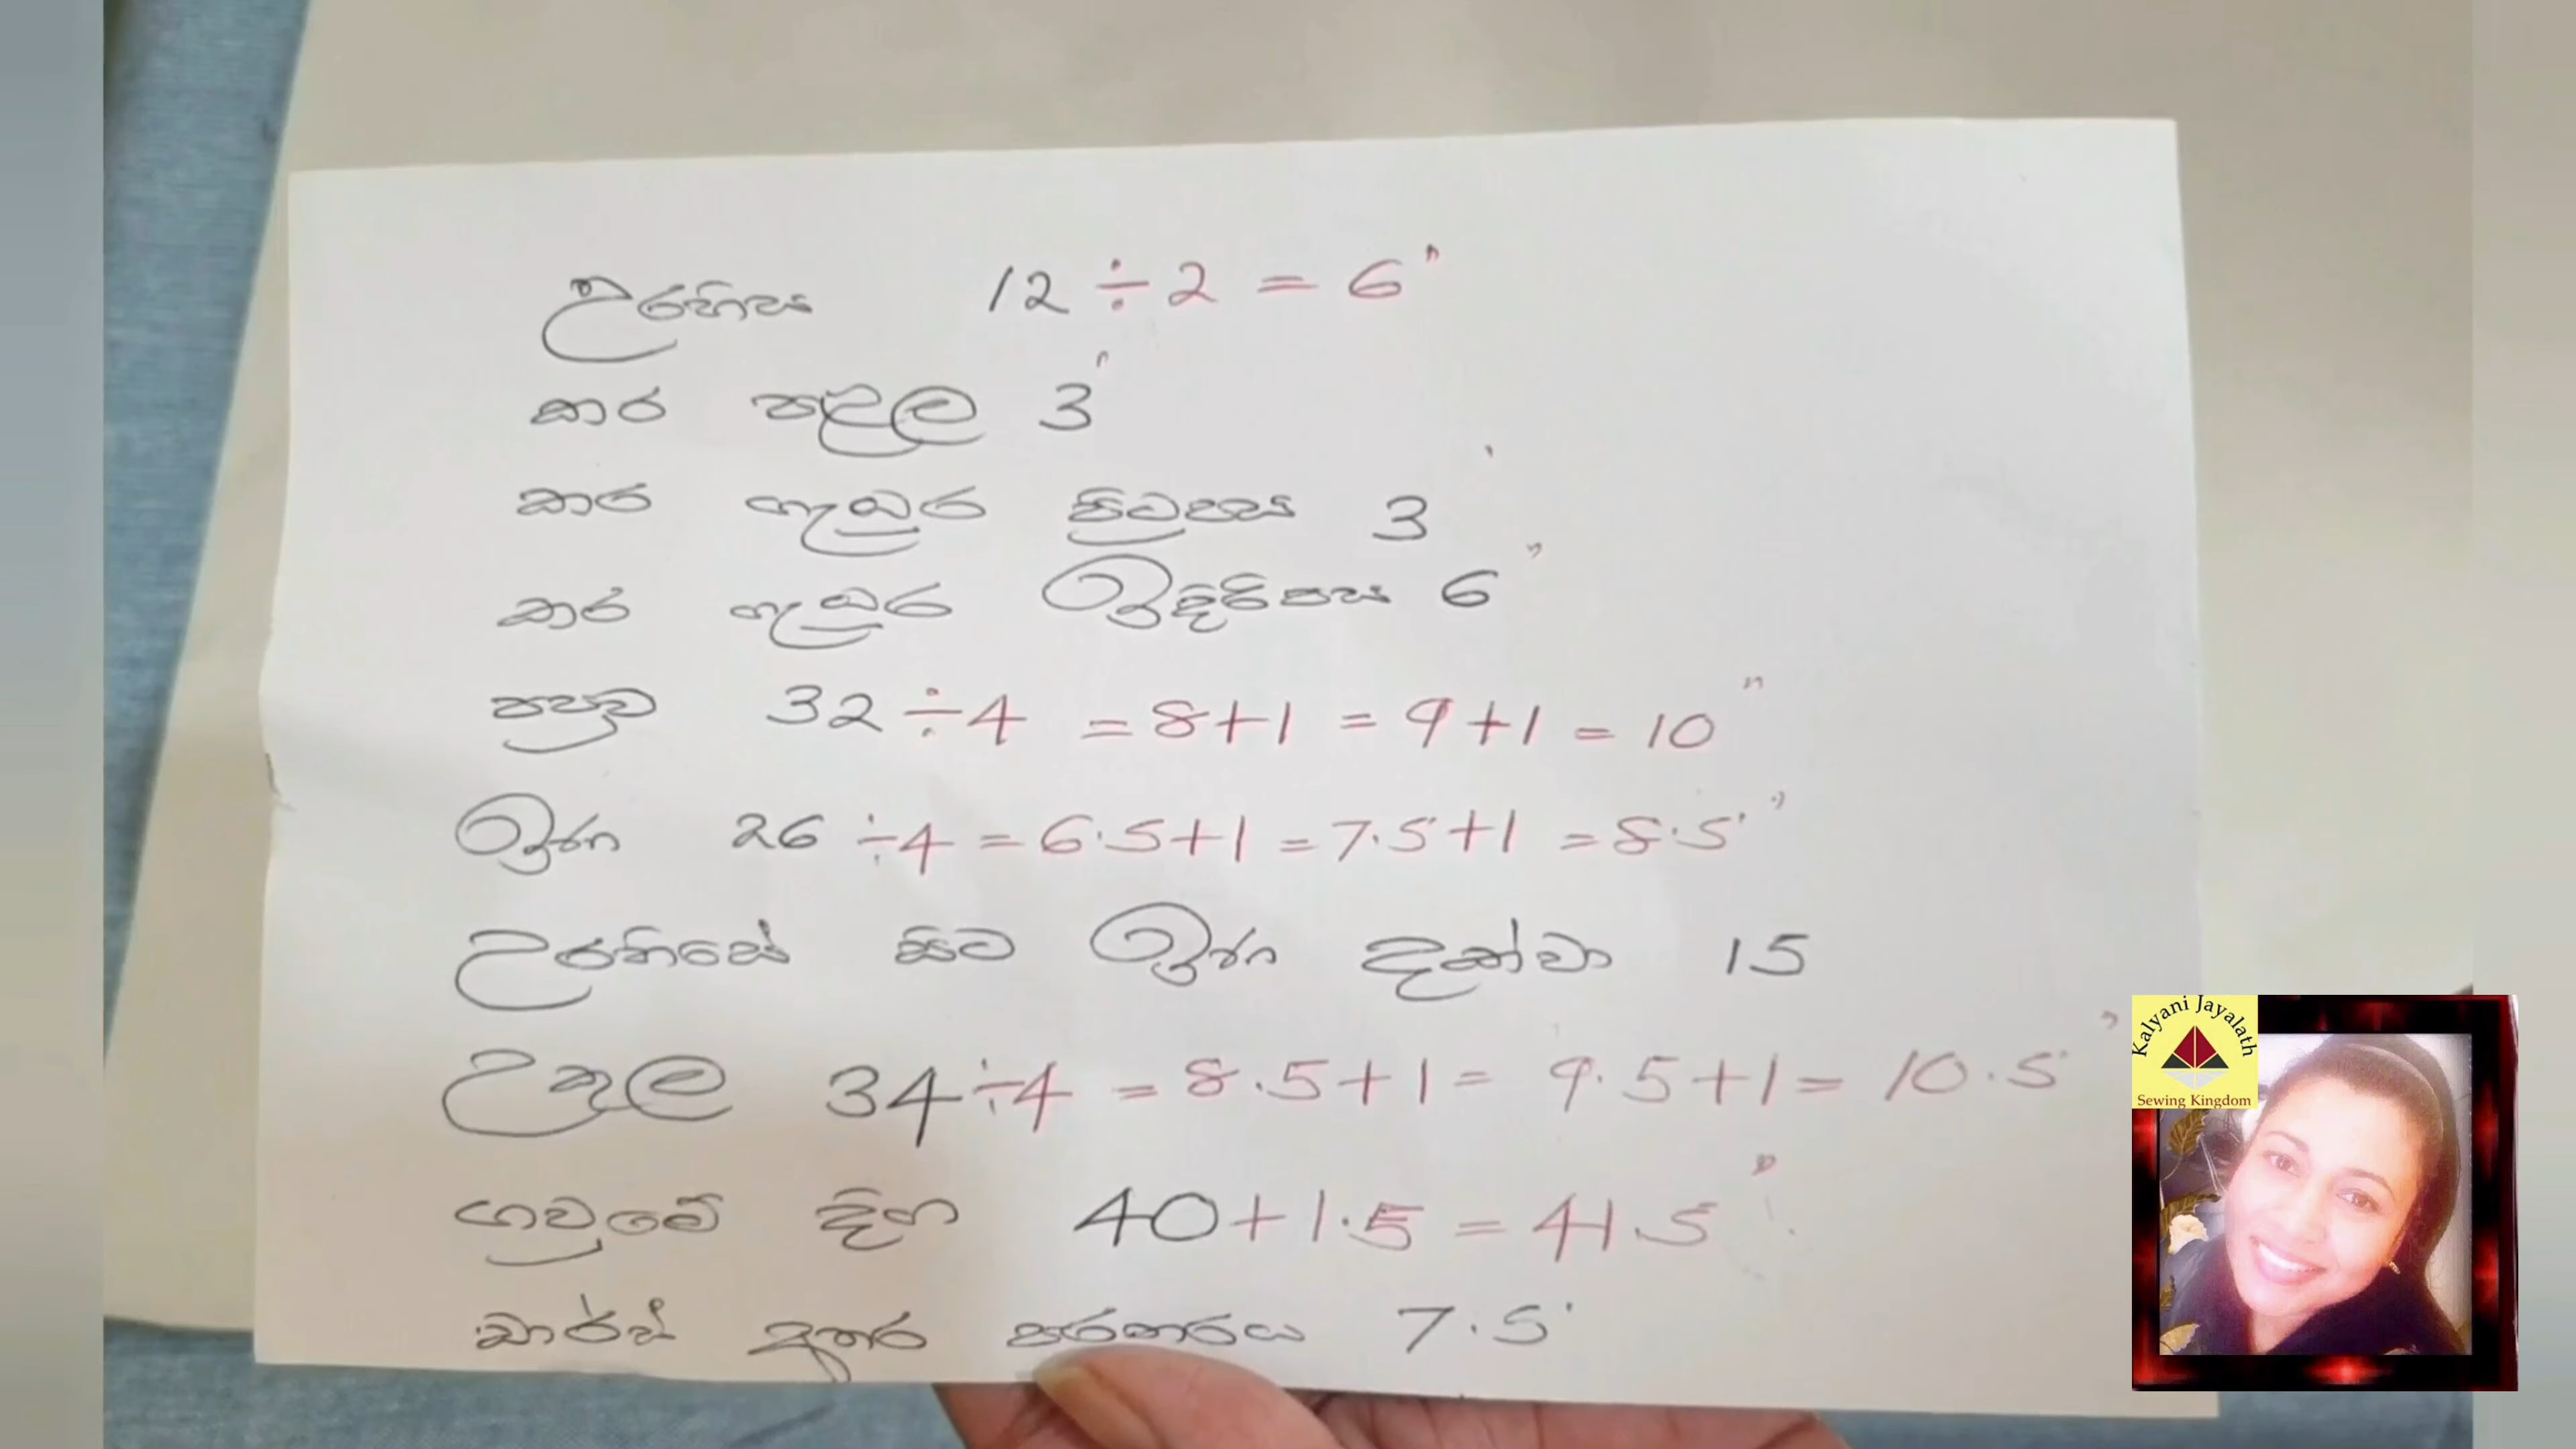 උරහිස 12 ÷ 2 = 6"
කර පළල 3"
කර ගැඹුර පිටපස 3
කර ගැඹුර ඉදිරිපස 6"
පපුව 32 ÷ 4 = 8+1 = 9+1 = 10"
ඉණ 26 ÷ 4 = 6.5+1 = 7.5+1 = 8.5"
උරහිසේ සිට ඉණ දක්වා 15
උකුල 34 ÷ 4 = 8.5+1 = 9.5+1 = 10.5"
ගවුමේ දිග 40+1.5 = 41.5"
ඩාර්ට් අතර පරතරය 7.5
Kalyani Jayalath
Sewing Kingdom